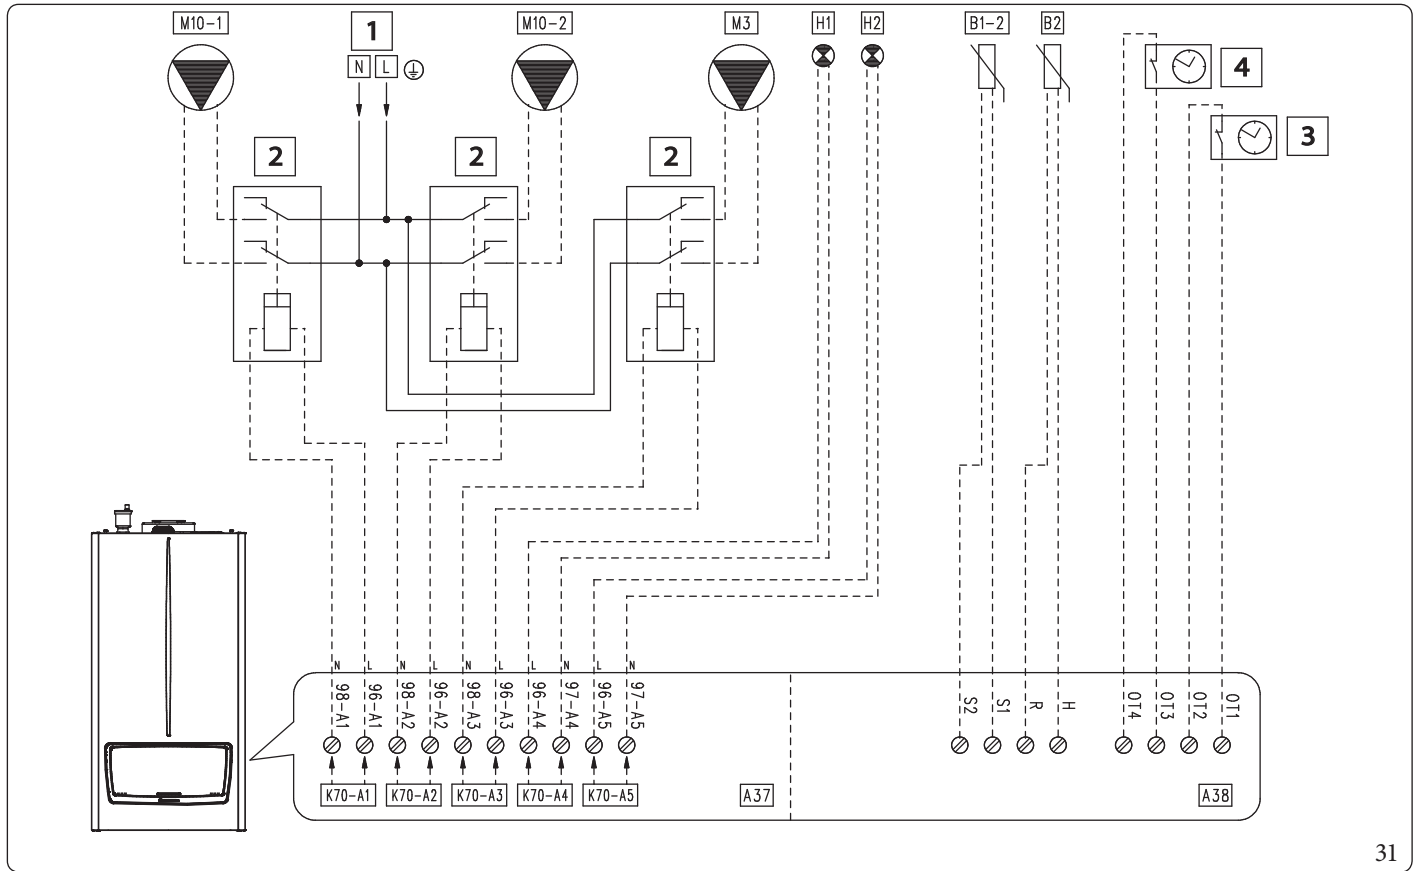 M10-1
1
M10-2
M3
H1
H2
B1-2
B2
N
L
4
3
2
2
2
N
L
N
L
N
L
L
N
L
N
98-A1
96-A1
98-A2
96-A2
98-A3
96-A3
96-A4
97-A4
96-A5
97-A5
S2
S1
R
H
OT4
OT3
OT2
OT1
K70-A1
K70-A2
K70-A3
K70-A4
K70-A5
A37
A38
31